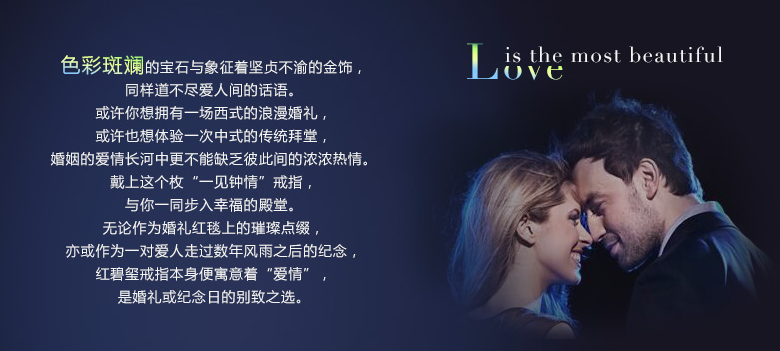 色彩斑斓的宝石与象征着坚贞不渝的金饰，
同样道不尽爱人间的话语。
或许你想拥有一场西式的浪漫婚礼，
或许也想体验一次中式的传统拜堂，
婚姻的爱情长河中更不能缺乏彼此间的浓浓热情。
戴上这个枚“一见钟情”戒指，
与你一同步入幸福的殿堂。
无论作为婚礼红毯上的璀璨点缀，
亦或作为一对爱人走过数年风雨之后的纪念，
红碧玺戒指本身便寓意着“爱情”，
是婚礼或纪念日的别致之选。
Love is the most beautiful